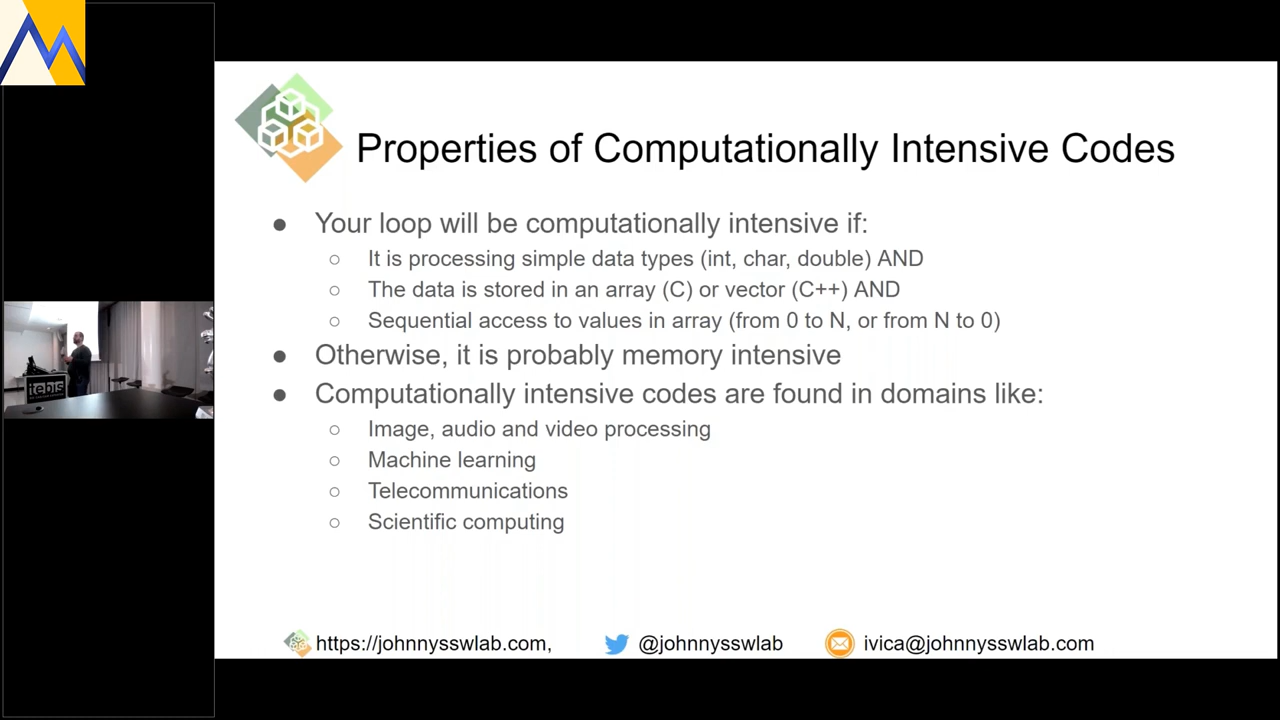 Properties of Computationally Intensive Codes
● Your loop will be computationally intensive if:
○ It is processing simple data types (int, char, double) AND
○ The data is stored in an array (C) or vector (C++) AND
○ Sequential access to values in array (from 0 to N, or from N to 0)
● Otherwise, it is probably memory intensive
● Computationally intensive codes are found in domains like:
○ Image, audio and video processing
○ Machine learning
○ Telecommunications
○ Scientific computing
https://johnnysswlab.com, @johnnysswlab ivica@johnnysswlab.com
tebis